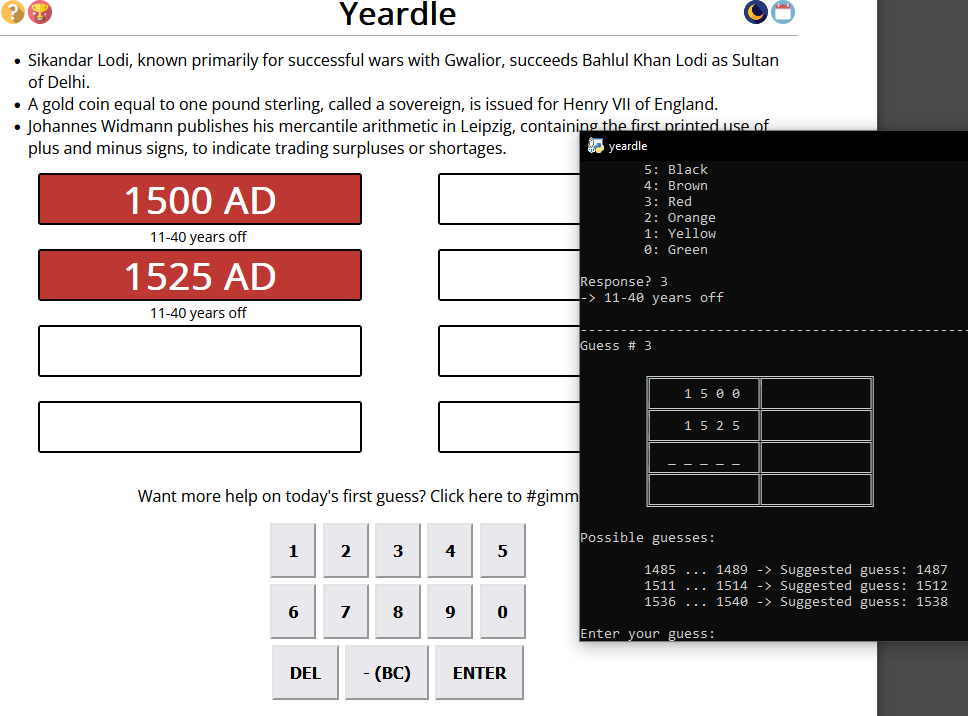 Yeardle
• Sikandar Lodi, known primarily for successful wars with Gwalior, succeeds Bahlul Khan Lodi as Sultan
of Delhi.
• A gold coin equal to one pound sterling, called a sovereign, is issued for Henry VII of England.
• Johannes Widmann publishes his mercantile arithmetic in Leipzig, containing the first printed use of
plus and minus signs, to indicate trading surpluses or shortages.
1500 AD
11-40 years off
1525 AD
11-40 years off
Want more help on today's first guess? Click here to #gimm
1 2 3 4 5
6 7 8 9 0
DEL - (BC) ENTER
yeardle
5: Black
4: Brown
3: Red
2: Orange
1: Yellow
0: Green
Response? 3
-> 11-40 years off
--------------------------------------------------
Guess # 3
1 5 0 0
1 5 2 5
_ _ _ _ _
Possible guesses:
1485 ... 1489 -> Suggested guess: 1487
1511 ... 1514 -> Suggested guess: 1512
1536 ... 1540 -> Suggested guess: 1538
Enter your guess: